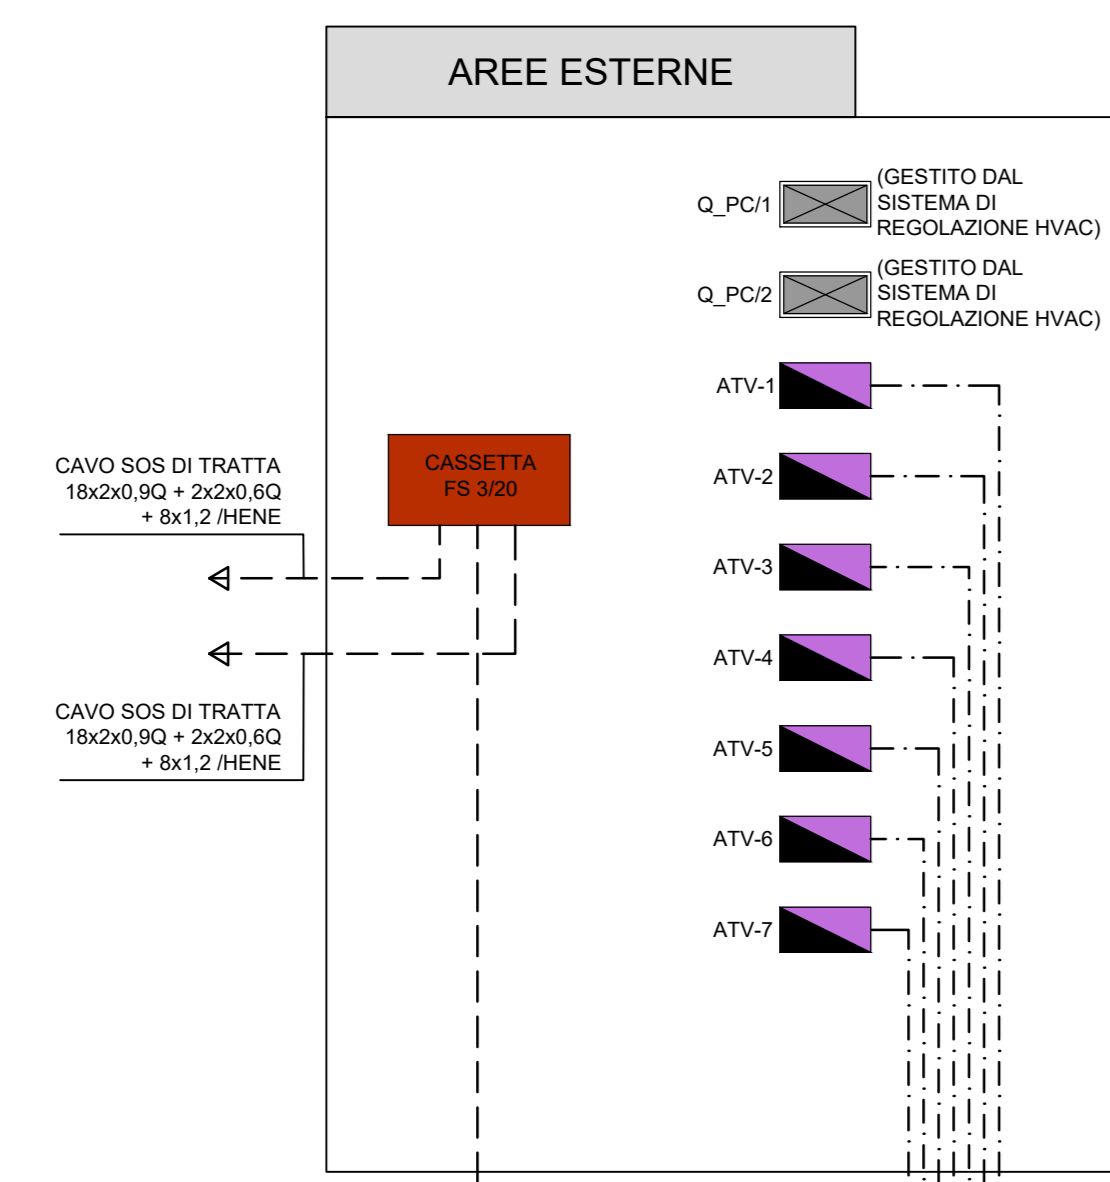 AREE ESTERNE
Q_PC/1
(GESTITO DAL
SISTEMA DI
REGOLAZIONE HVAC)
Q_PC/2
(GESTITO DAL
SISTEMA DI
REGOLAZIONE HVAC)
ATV-1
CAVO SOS DI TRATTA
18x2x0,9Q + 2x2x0,6Q
+ 8x1,2 /HENE
CASSETTA
FS 3/20
ATV-2
ATV-3
ATV-4
CAVO SOS DI TRATTA
18x2x0,9Q + 2x2x0,6Q
+ 8x1,2 /HENE
ATV-5
ATV-6
ATV-7